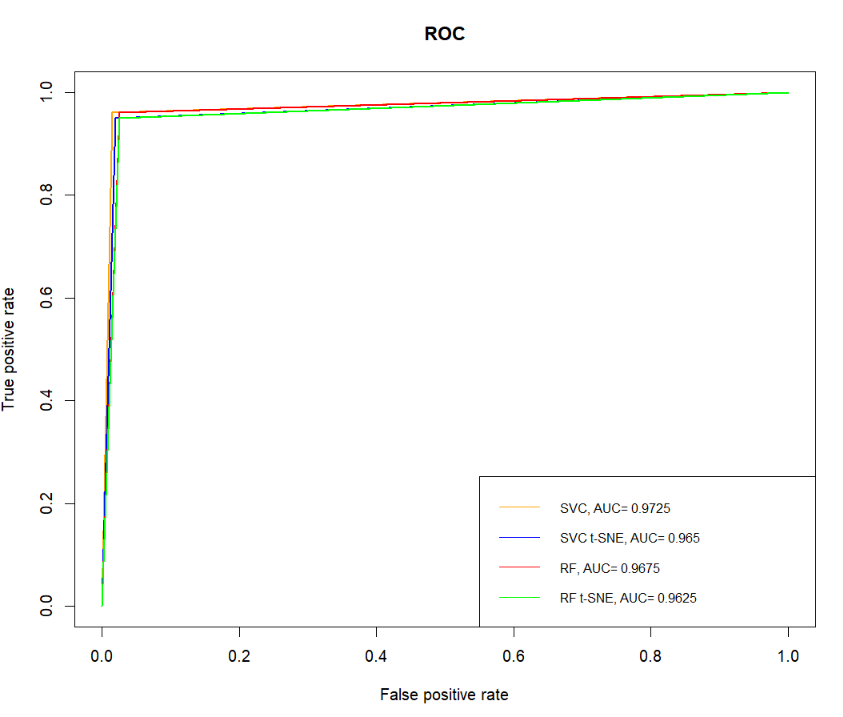 ROC
True positive rate
1.0
0.8
0.6
0.4
0.2
0.0
SVC, AUC= 0.9725
SVC t-SNE, AUC= 0.965
RF, AUC= 0.9675
RF t-SNE, AUC= 0.9625
0.0 0.2 0.4 0.6 0.8 1.0
False positive rate